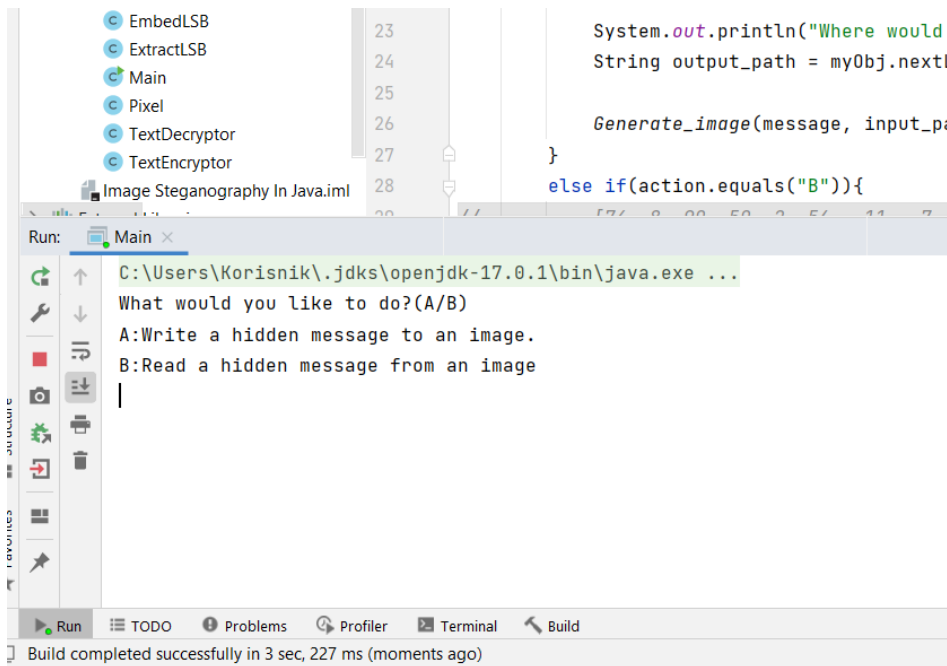 EmbedLSB
ExtractLSB
Main
Pixel
TextDecryptor
TextEncryptor
Image Steganography In Java.iml
23 System.out.println("Where would
24 String output_path = myObj.nextL
25
26 Generate_image(message, input_pa
27 }
28 else if(action.equals("B")){
Run: Main
C:\Users\Korisnik\.jdks\openjdk-17.0.1\bin\java.exe ...
What would you like to do?(A/B)
A:Write a hidden message to an image.
B:Read a hidden message from an image
Structure
Favorites
Run TODO Problems Profiler Terminal Build
Build completed successfully in 3 sec, 227 ms (moments ago)